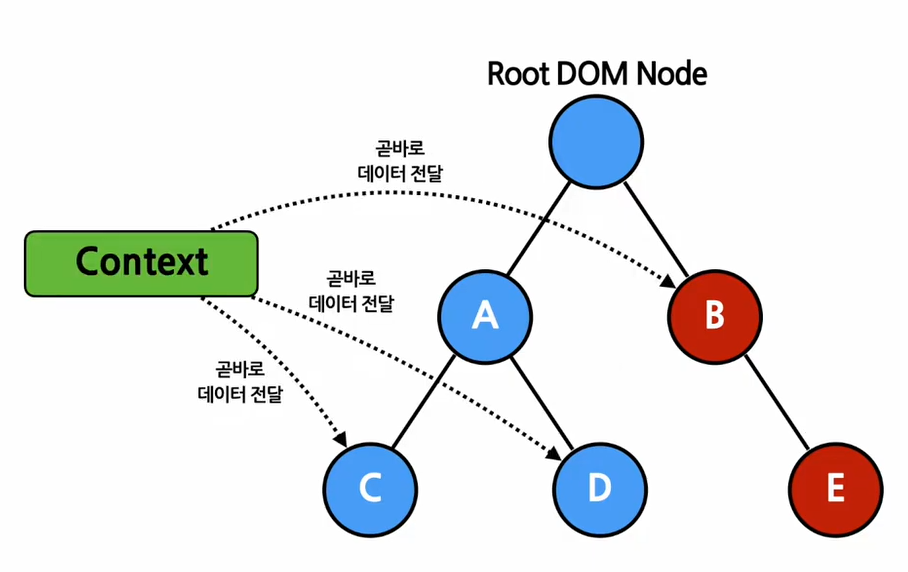 Root DOM Node
곧바로
데이터 전달
Context
곧바로
데이터 전달
A
B
곧바로
데이터 전달
C
D
E